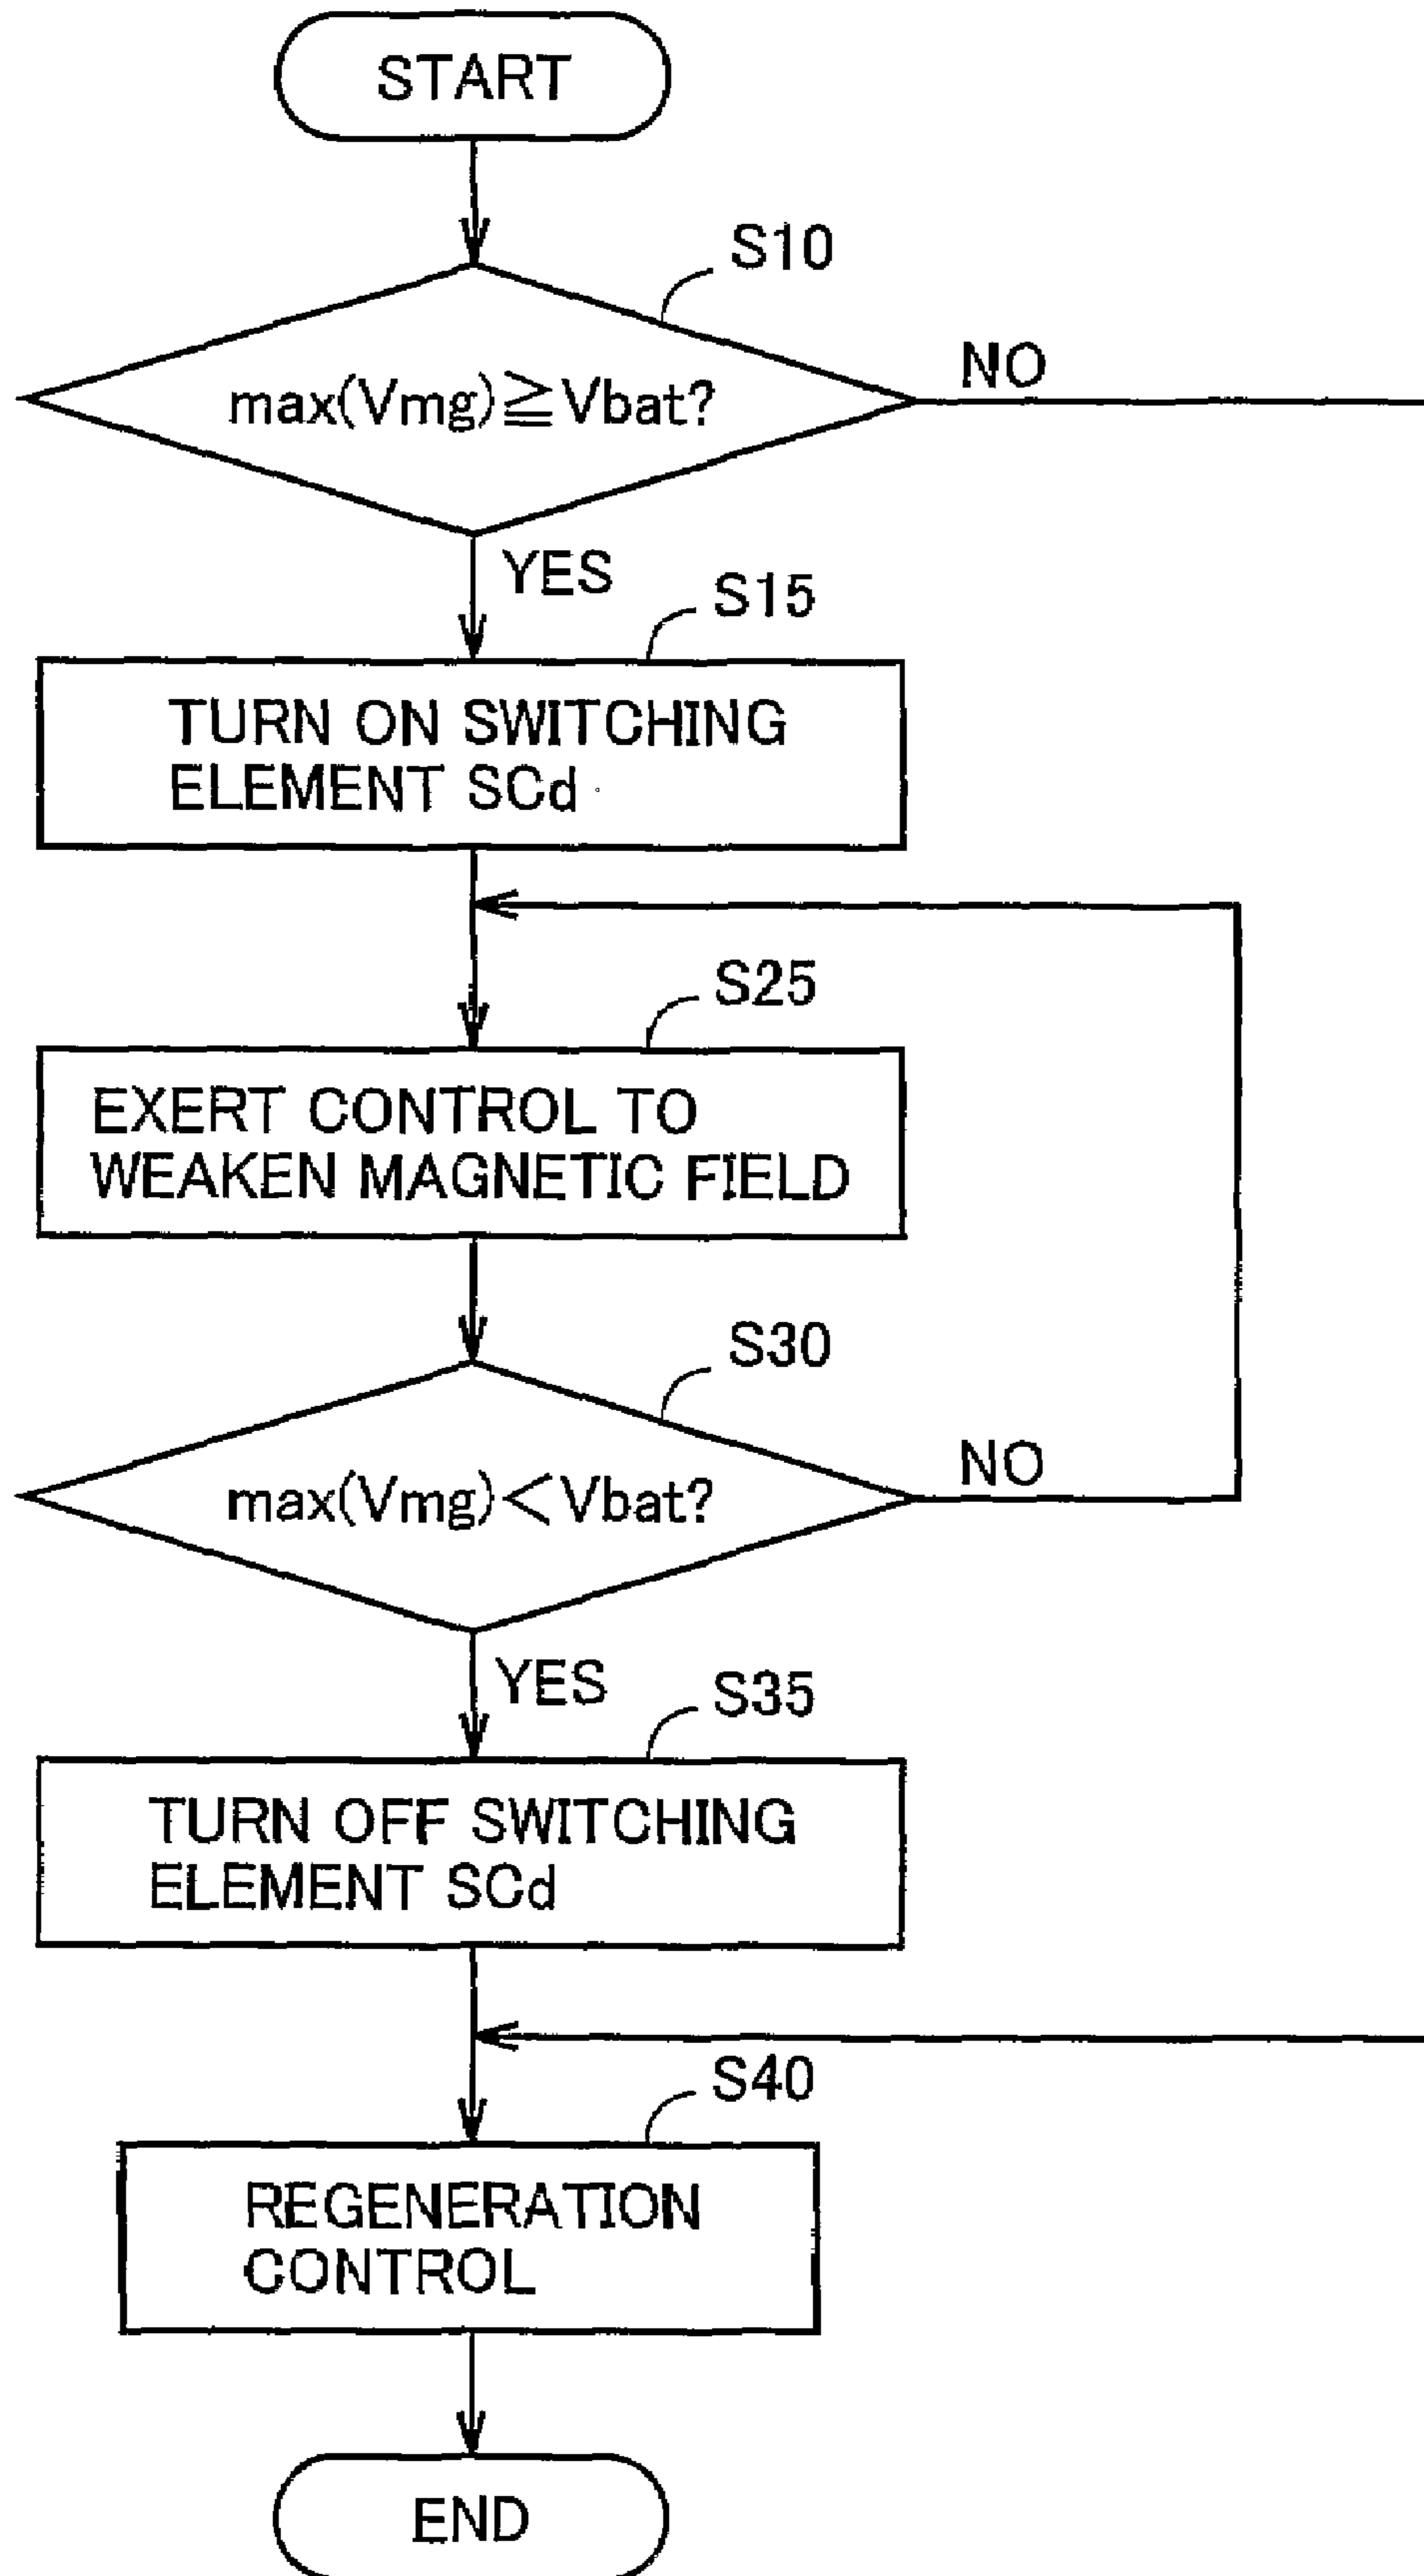 START
S10
max(Vmg)≧Vbat?
NO
YES
S15
TURN ON SWITCHING
ELEMENT SCd
S25
EXERT CONTROL TO
WEAKEN MAGNETIC FIELD
S30
max(Vmg)<Vbat?
NO
YES
S35
TURN OFF SWITCHING
ELEMENT SCd
S40
REGENERATION
CONTROL
END